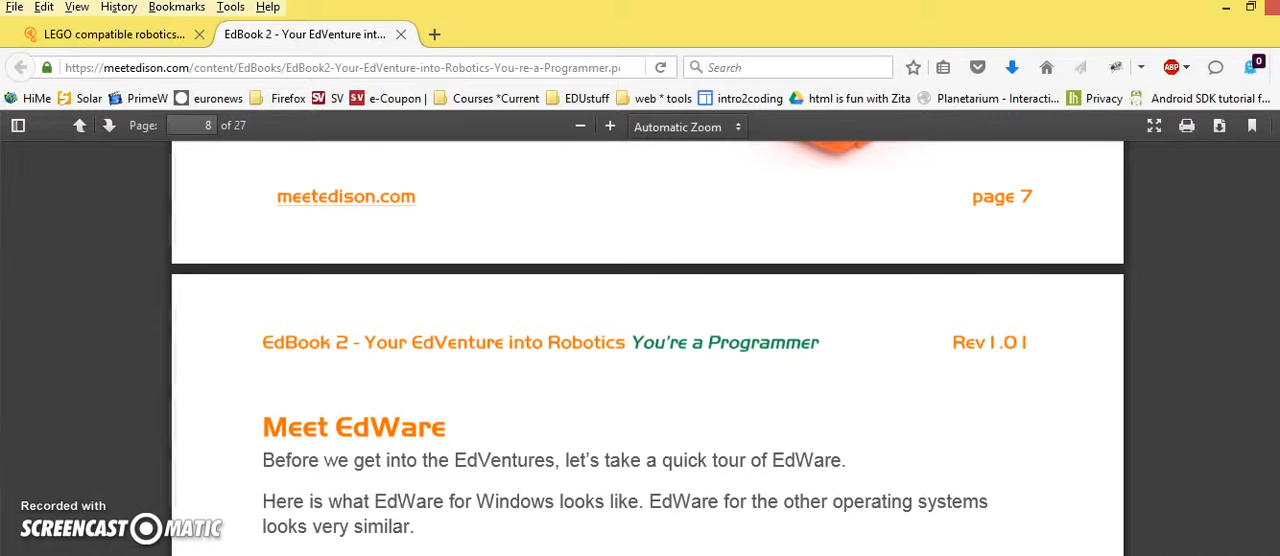 File Edit View History Bookmarks Tools Help
LEGO compatible robotics... EdBook 2 - Your EdVenture int...
https://meetedison.com/content/EdBooks/EdBook2-Your-EdVenture-into-Robotics-You-re-a-Programmer.p Search ABP 0
HiMe Solar PrimeW euronews Firefox SV SV e-Coupon Courses *Current EDUstuff web * tools intro2coding html is fun with Zita Planetarium - Interacti... Privacy Android SDK tutorial f...
Page: 8 of 27 Automatic Zoom
meetedison.com page 7
EdBook 2 - Your EdVenture into Robotics You're a Programmer Rev1.01
Meet EdWare
Before we get into the EdVentures, let's take a quick tour of EdWare.
Here is what EdWare for Windows looks like. EdWare for the other operating systems
looks very similar.
Recorded with
SCREENCAST MATIC